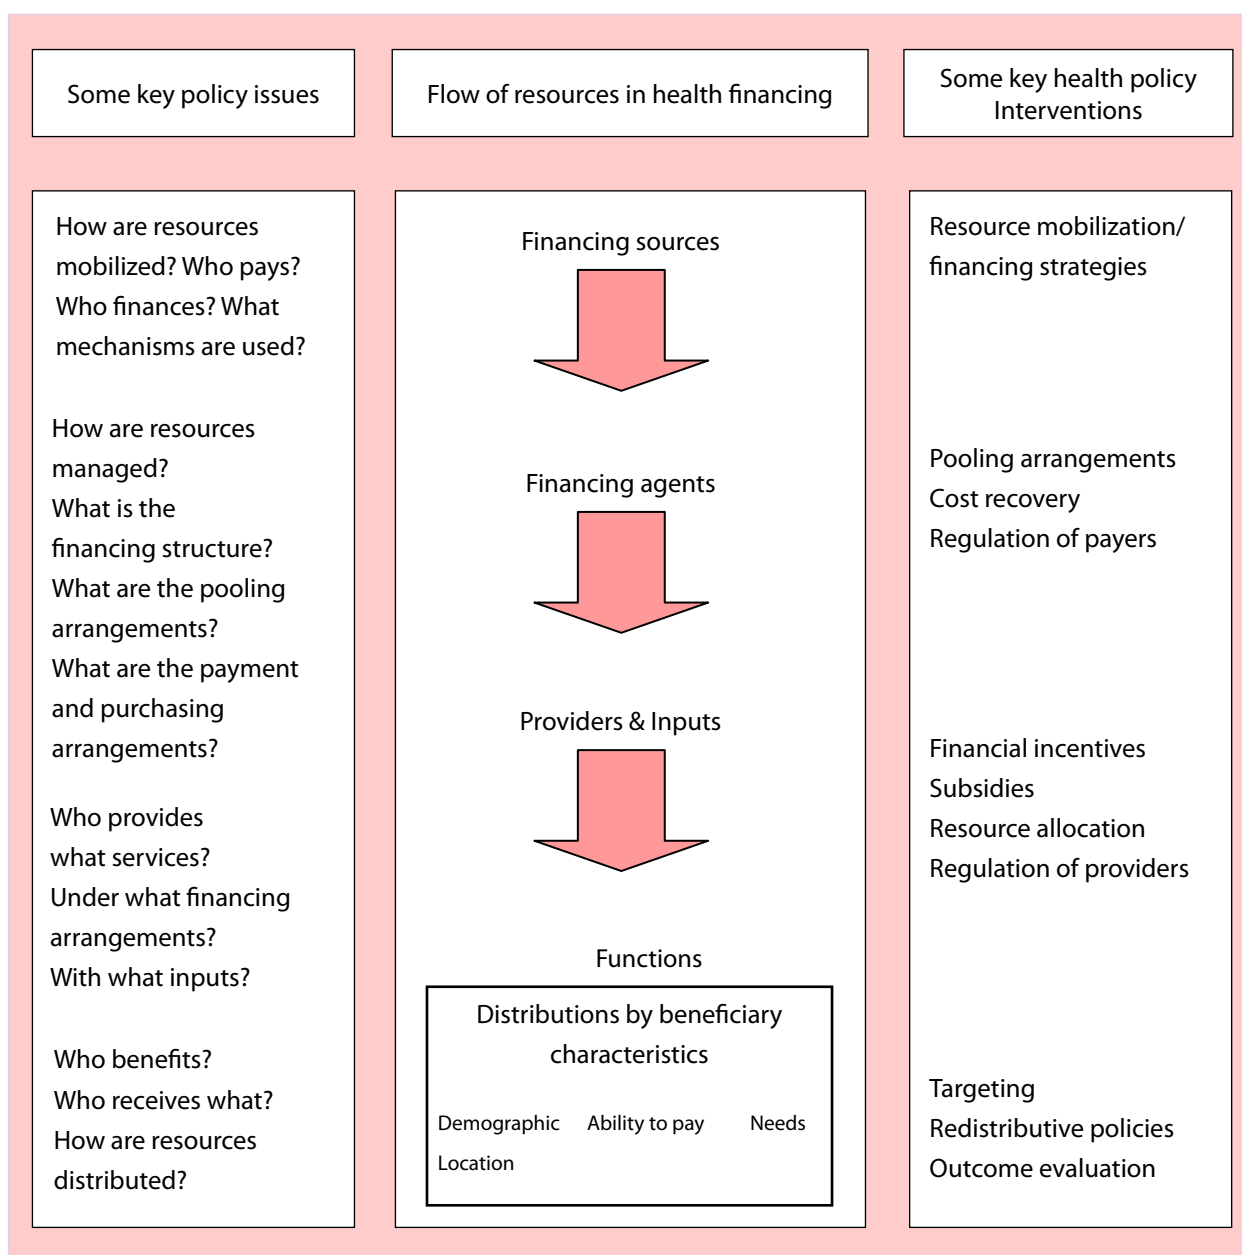 Some key policy issues
Flow of resources in health financing
Some key health policy
Interventions
How are resources
mobilized? Who pays?
Who finances? What
mechanisms are used?
How are resources
managed?
What is the
financing structure?
What are the pooling
arrangements?
What are the payment
and purchasing
arrangements?
Who provides
what services?
Under what financing
arrangements?
With what inputs?
Who benefits?
Who receives what?
How are resources
distributed?
Financing sources
Financing agents
Providers & Inputs
Functions
Distributions by beneficiary
characteristics
Demographic Ability to pay Needs
Location
Resource mobilization/
financing strategies
Pooling arrangements
Cost recovery
Regulation of payers
Financial incentives
Subsidies
Resource allocation
Regulation of providers
Targeting
Redistributive policies
Outcome evaluation